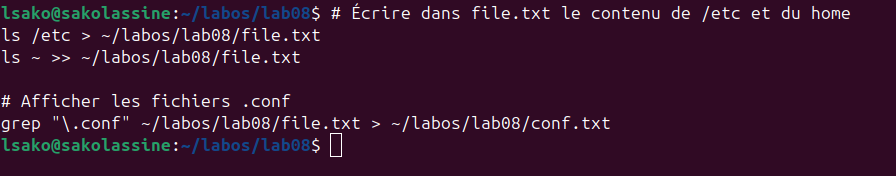 lsako@sakolassine:~/labos/lab08$ # Écrire dans file.txt le contenu de /etc et du home
ls /etc > ~/labos/lab08/file.txt
ls ~ >> ~/labos/lab08/file.txt

# Afficher les fichiers .conf
grep "\.conf" ~/labos/lab08/file.txt > ~/labos/lab08/conf.txt
lsako@sakolassine:~/labos/lab08$